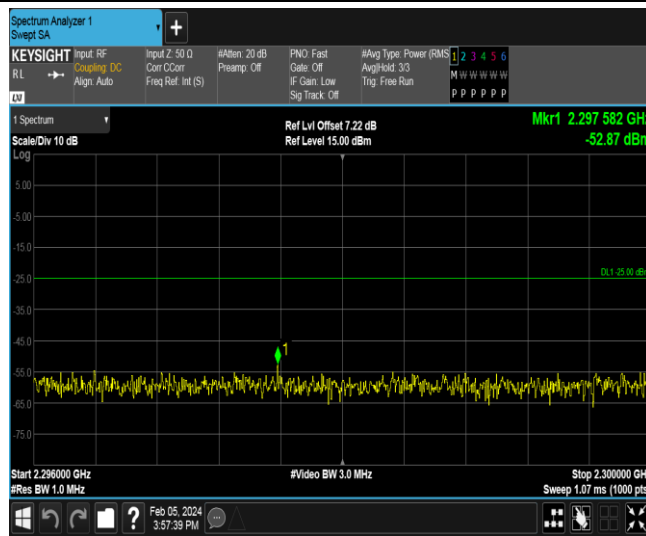 Spectrum Analyzer 1
Swept SA
+
KEYSIGHT Input: RF Input Z: 50 Ω #Atten: 20 dB PNO: Fast #Avg Type: Power (RMS 1 2 3 4 5 6
RL Coupling: DC Corr CCorr Preamp: Off Gate: Off Avg|Hold: 3/3 M W W W W W
Align: Auto Freq Ref: Int (S) IF Gain: Low Trig: Free Run P P P P P P
LXI Sig Track: Off
1 Spectrum Ref Lvl Offset 7.22 dB Mkr1 2.297 582 GHz
Scale/Div 10 dB Ref Level 15.00 dBm -52.87 dBm
Log
5.00
-5.00
-15.0
DL1 -25.00 dBm
-25.0
-35.0
-45.0
1
-55.0
-65.0
-75.0
Start 2.296000 GHz #Video BW 3.0 MHz Stop 2.300000 GHz
#Res BW 1.0 MHz Sweep 1.07 ms (1000 pts
? Feb 05, 2024
3:57:39 PM